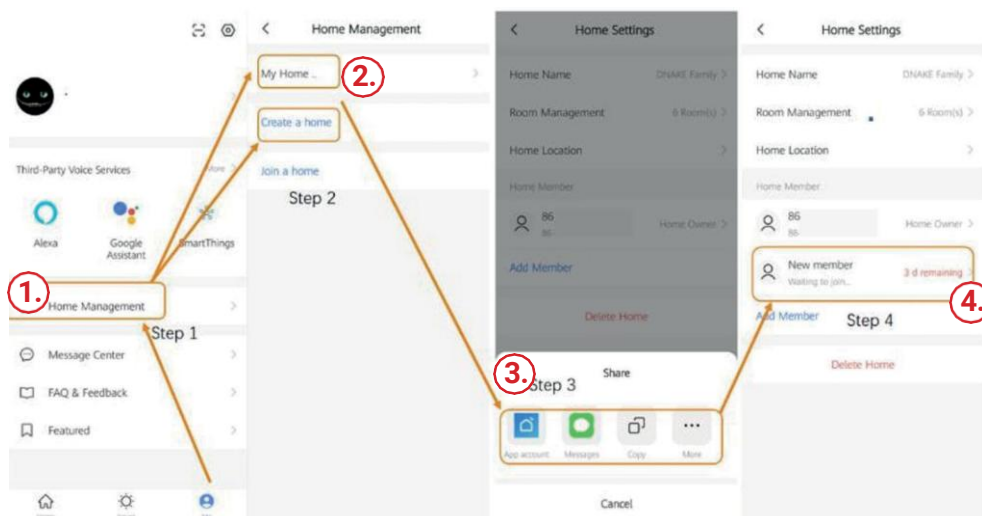 Third-Party Voice Services
More
Alexa
Google
Assistant
SmartThings
1.
Home Management
Step 1
Message Center
FAQ & Feedback
Featured
Home Management
My Home ..
2.
Create a home
Join a home
Step 2
Home Settings
Home Name
DNAKE Family
Room Management
6 Room(s)
Home Location
Home Member
86
86-
Home Owner
Add Member
Delete Home
3.
Share
Step 3
App account
Messages
Copy
More
Cancel
Home Settings
Home Name
DNAKE Family
Room Management
6 Room(s)
Home Location
Home Member
86
86-
Home Owner
New member
Waiting to join...
3 d remaining
4.
Add Member
Step 4
Delete Home